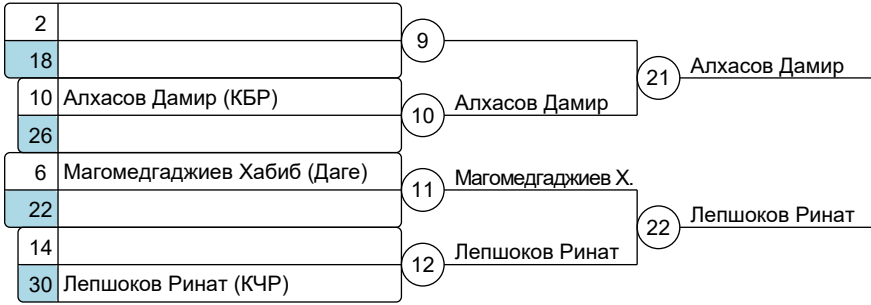 2
18
9
10 Алхасов Дамир (КБР)
26
10
Алхасов Дамир
21
Алхасов Дамир
6 Магомедгаджиев Хабиб (Даге)
22
11
Магомедгаджиев Х.
14
30 Лепшоков Ринат (КЧР)
12
Лепшоков Ринат
22
Лепшоков Ринат